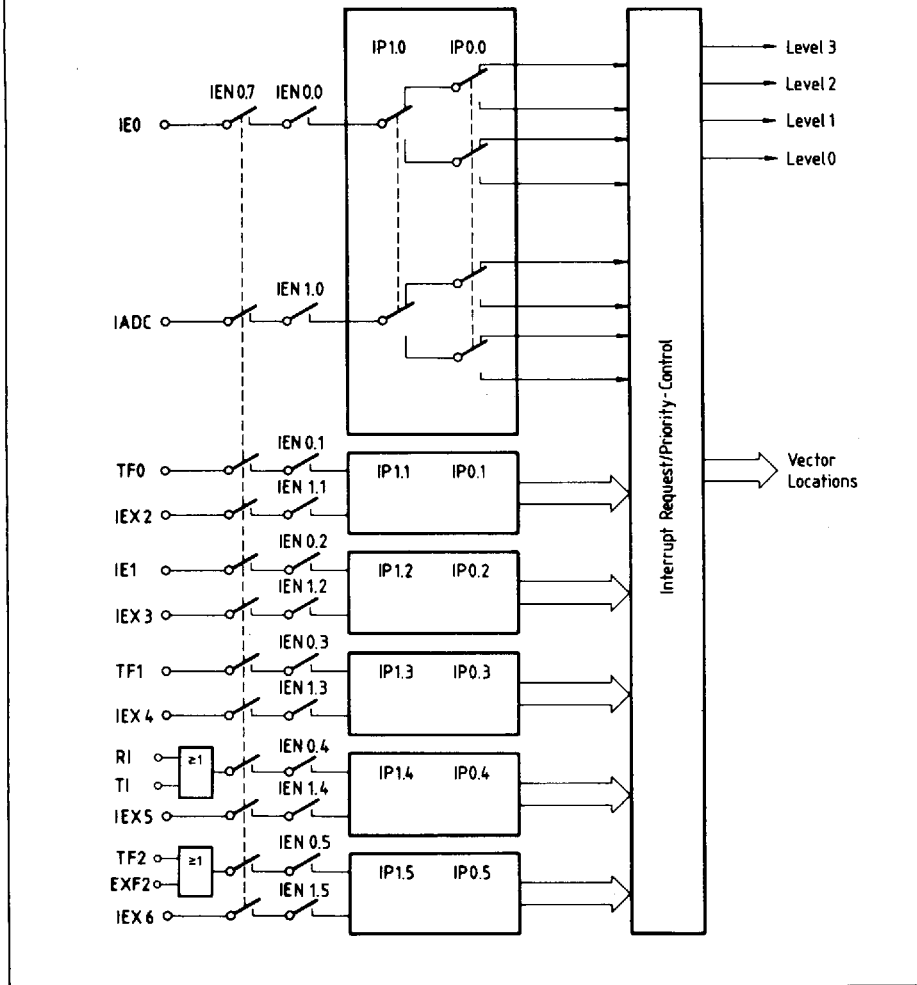 IP1.0 IP0.0
Level 3
Level 2
IEN 0.7 IEN0.0
Level 1
IE0
Level 0
IEN 1.0
IADC
Interrupt Request/Priority-Control
IEN 0.1
TF0
IP1.1 IP0.1
Vector
Locations
IEN 1.1
IEX 2
IEN 0.2
IE1
IP1.2 IP0.2
IEN 1.2
IEX 3
IEN 0.3
TF1
IP1.3 IP0.3
IEN 1.3
IEX 4
IEN 0.4
RI
≥1
IP1.4 IP0.4
TI
IEN 1.4
IEX5
IEN 0.5
TF2
≥1
IP1.5 IP0.5
EXF2
IEN 1.5
IEX 6